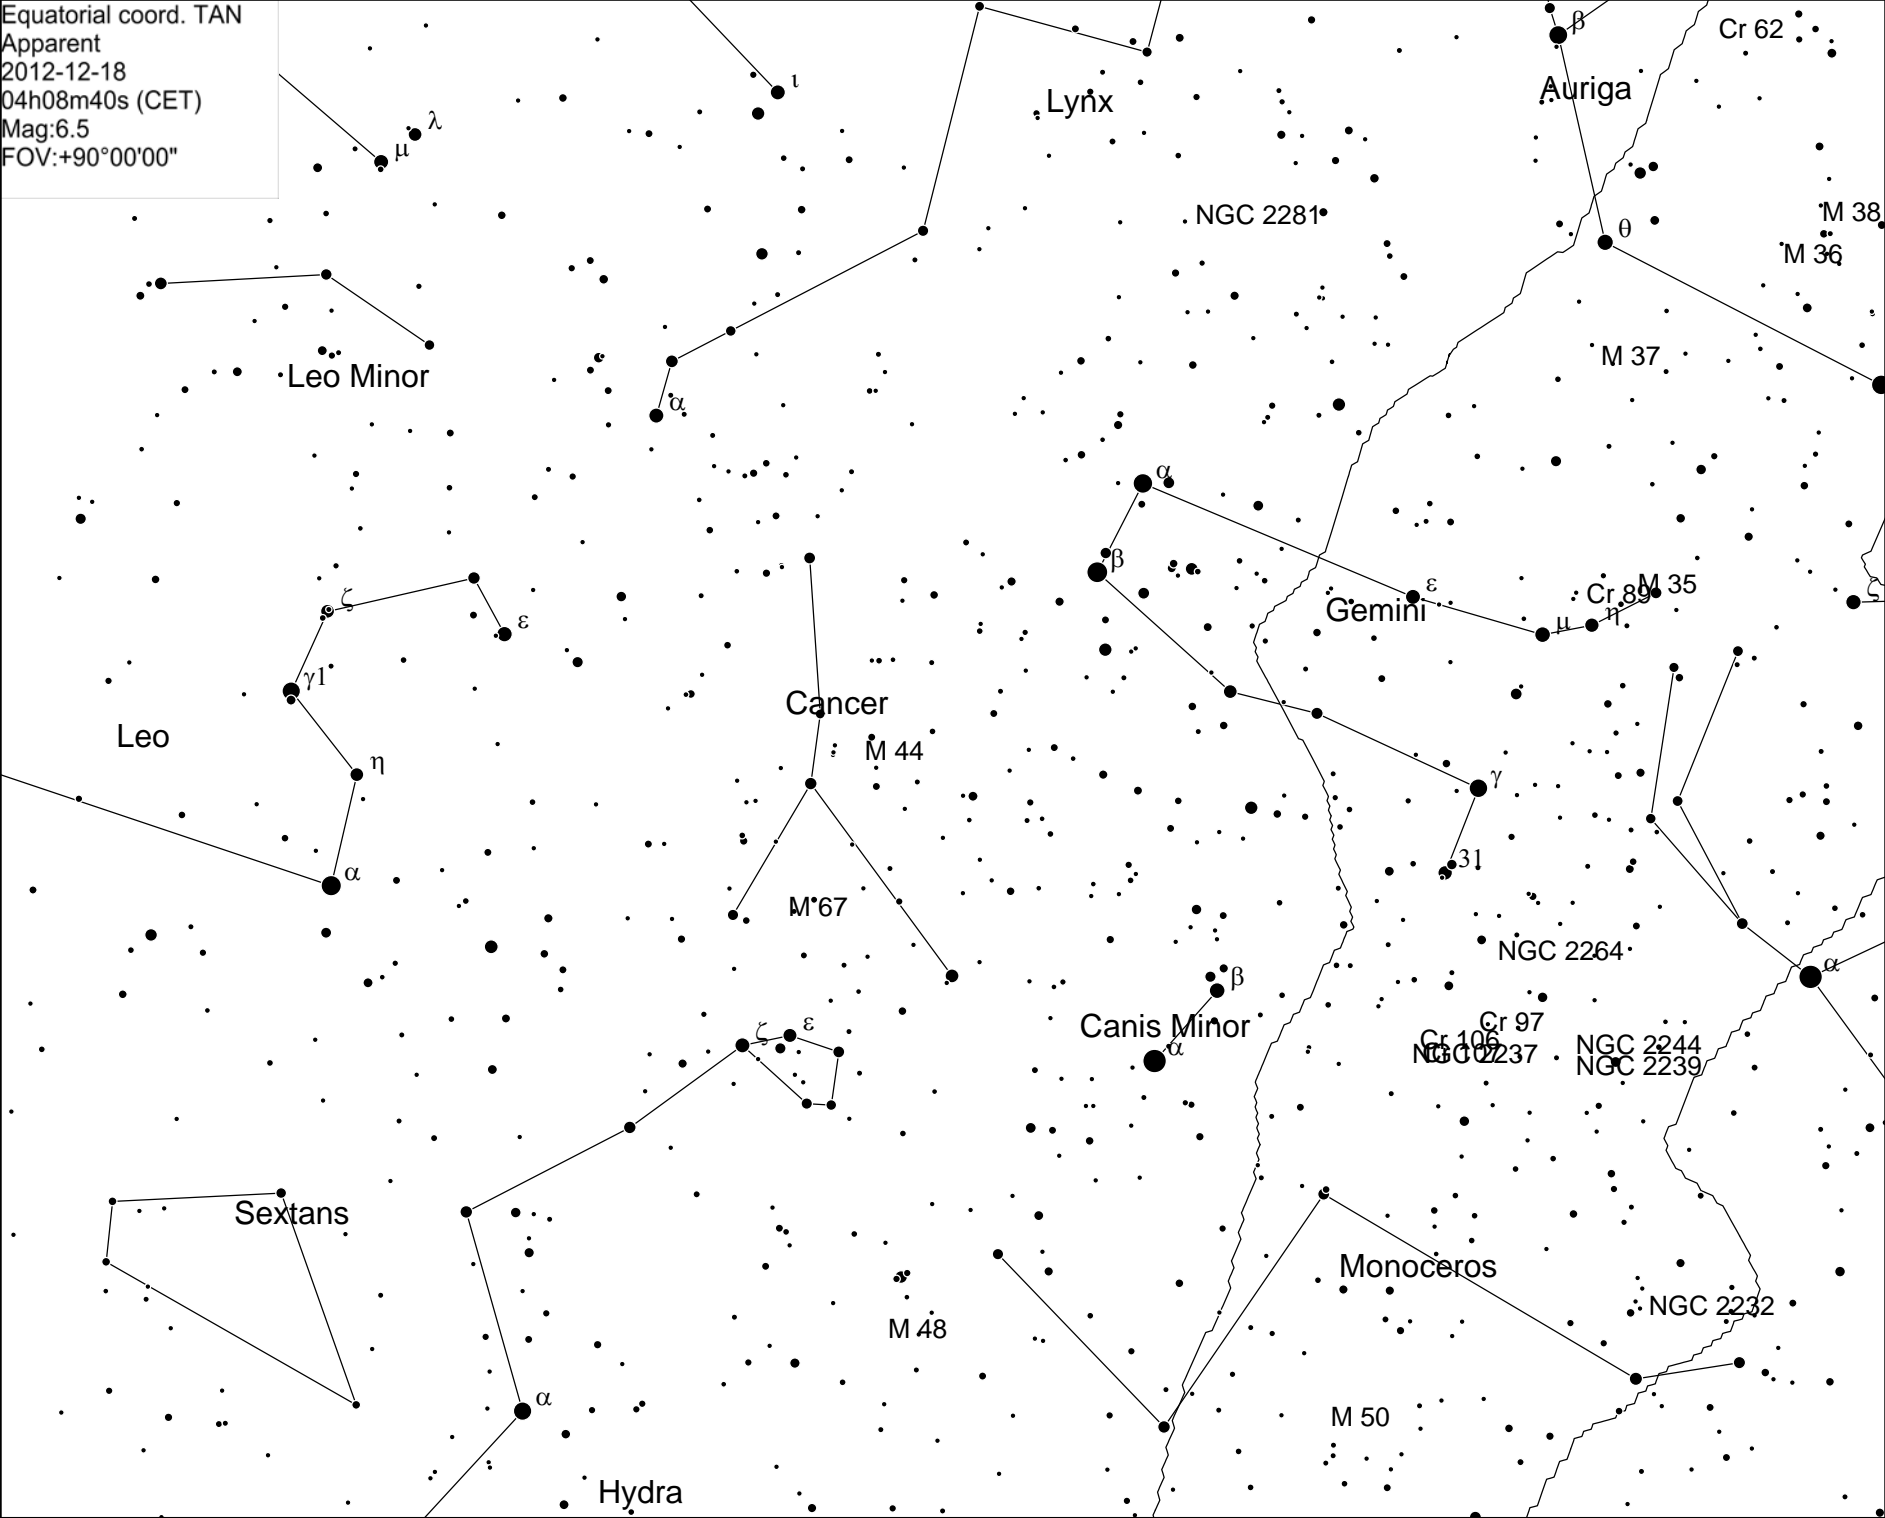 Equatorial coord. TAN
Apparent
2012-12-18
04h08m40s (CET)
Mag:6.5
FOV:+90°00'00"
β
Cr 62
ι
Auriga
Lynx
λ
μ
NGC 2281
M 38
θ
M 36
M 37
Leo Minor
α
α
β
ζ
ε
ε
M 35
Cr 89
ζ
Gemini
η
μ
γ1
Cancer
Leo
M 44
η
γ
31
α
M 67
NGC 2264
α
β
Canis Minor
α
ζ
ε
Cr 97
Cr 106
NGC 2237
NGC 2244
NGC 2239
Sextans
Monoceros
NGC 2232
M 48
α
M 50
Hydra